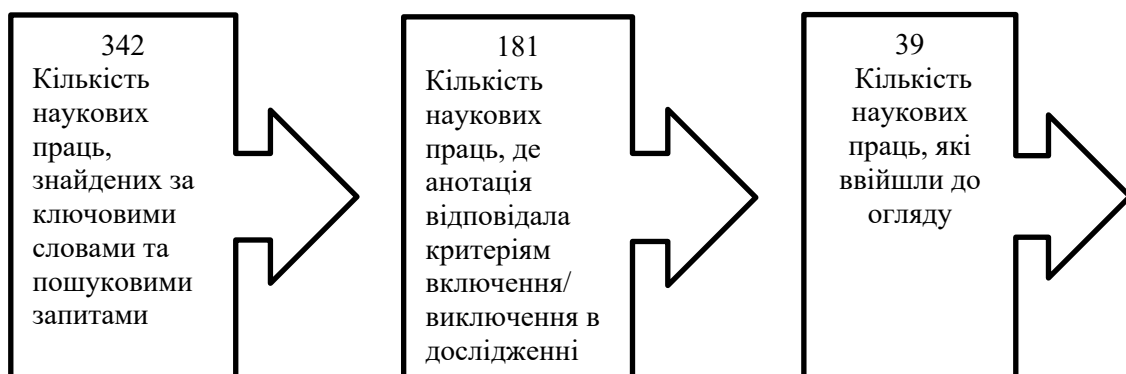 342
Кількість
наукових
праць,
знайдених за
ключовими
словами та
пошуковими
запитами
181
Кількість
наукових
праць, де
анотація
відповідала
критеріям
включення/
виключення в
дослідженні
39
Кількість
наукових
праць, які
ввійшли до
огляду